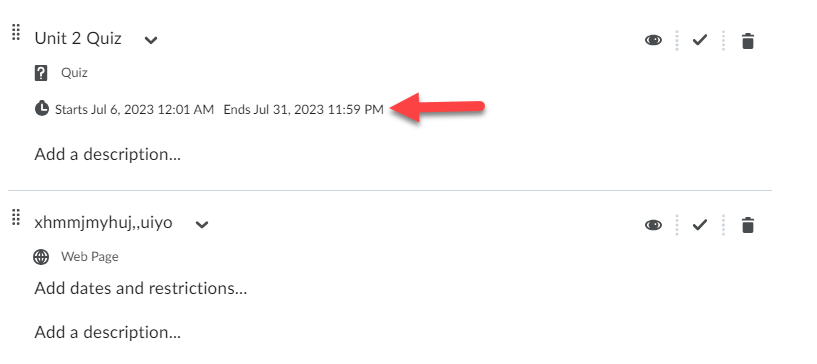 Unit 2 Quiz
Quiz
Starts Jul 6, 2023 12:01 AM Ends Jul 31, 2023 11:59 PM
Add a description...
xhmmjmyhuj,,uiyo
Web Page
Add dates and restrictions...
Add a description...